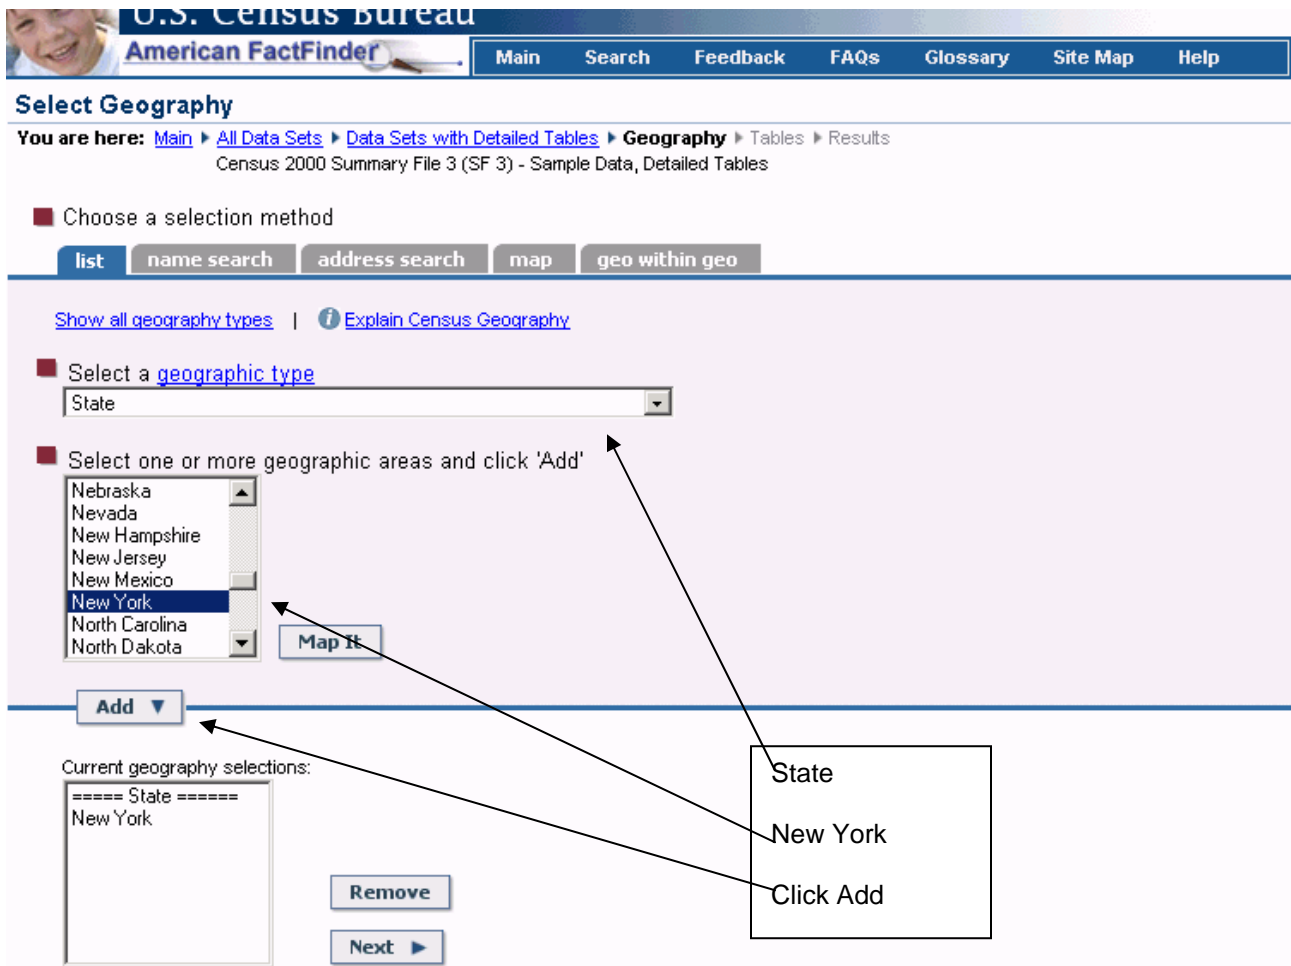 U.S. Census Bureau
American FactFinder
Main Search Feedback FAQs Glossary Site Map Help
Select Geography
You are here: Main All Data Sets Data Sets with Detailed Tables Geography Tables Results
Census 2000 Summary File 3 (SF 3) - Sample Data, Detailed Tables
Choose a selection method
list name search address search map geo within geo
Show all geography types | i Explain Census Geography
Select a geographic type
State
Select one or more geographic areas and click 'Add'
Nebraska
Nevada
New Hampshire
New Jersey
New Mexico
New York
North Carolina
North Dakota
Map It
Add
Current geography selections:
===== State ======
New York
Remove
Next
State
New York
Click Add